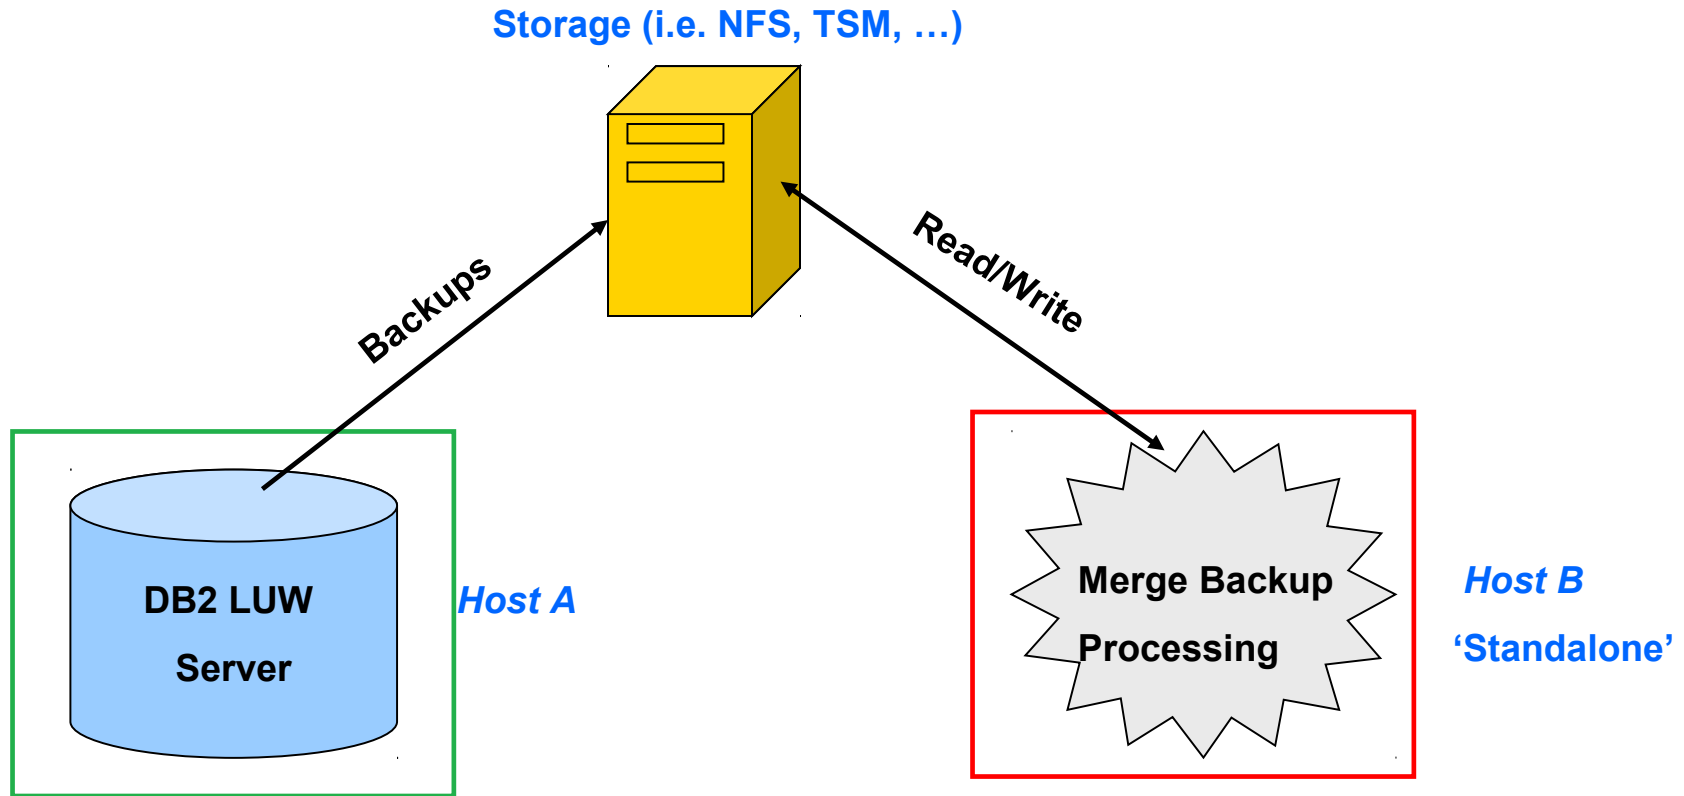 Storage (i.e. NFS, TSM, …)
Backups
Read/Write
DB2 LUW
Server
Host A
Merge Backup
Processing
Host B
‘Standalone’